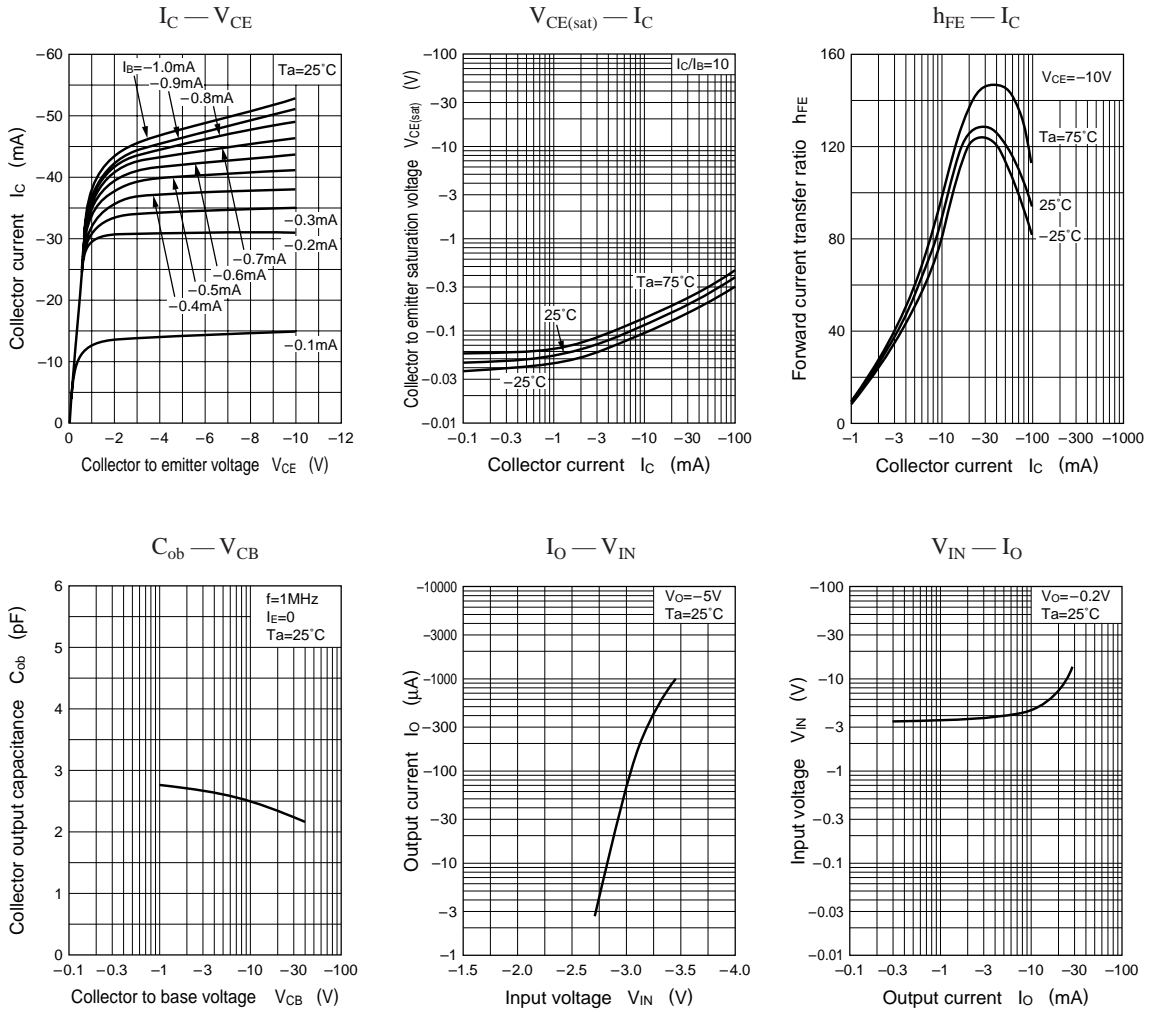 IC — VCE
−60
−50
−40
−30
−20
−10
0
0 −2 −4 −6 −8 −10 −12
Collector current IC (mA)
Collector to emitter voltage VCE (V)
IB=−1.0mA
Ta=25˚C
−0.9mA
−0.8mA
−0.3mA
−0.2mA
−0.7mA
−0.6mA
−0.5mA
−0.4mA
−0.1mA
VCE(sat) — IC
−100
−30
−10
−3
−1
−0.3
−0.1
−0.03
−0.01
−0.1 −0.3 −1 −3 −10 −30 −100
Collector to emitter saturation voltage VCE(sat) (V)
Collector current IC (mA)
IC/IB=10
Ta=75˚C
25˚C
−25˚C
hFE — IC
160
120
80
40
0
−1 −3 −10 −30 −100 −300 −1000
Forward current transfer ratio hFE
Collector current IC (mA)
VCE=−10V
Ta=75˚C
25˚C
−25˚C
Cob — VCB
6
5
4
3
2
1
0
−0.1 −0.3 −1 −3 −10 −30 −100
Collector output capacitance Cob (pF)
Collector to base voltage VCB (V)
f=1MHz
IE=0
Ta=25˚C
IO — VIN
−10000
−3000
−1000
−300
−100
−30
−10
−3
−1
−1.5 −2.0 −2.5 −3.0 −3.5 −4.0
Output current IO (µA)
Input voltage VIN (V)
VO=−5V
Ta=25˚C
VIN — IO
−100
−30
−10
−3
−1
−0.3
−0.1
−0.03
−0.01
−0.1 −0.3 −1 −3 −10 −30 −100
Input voltage VIN (V)
Output current IO (mA)
VO=−0.2V
Ta=25˚C